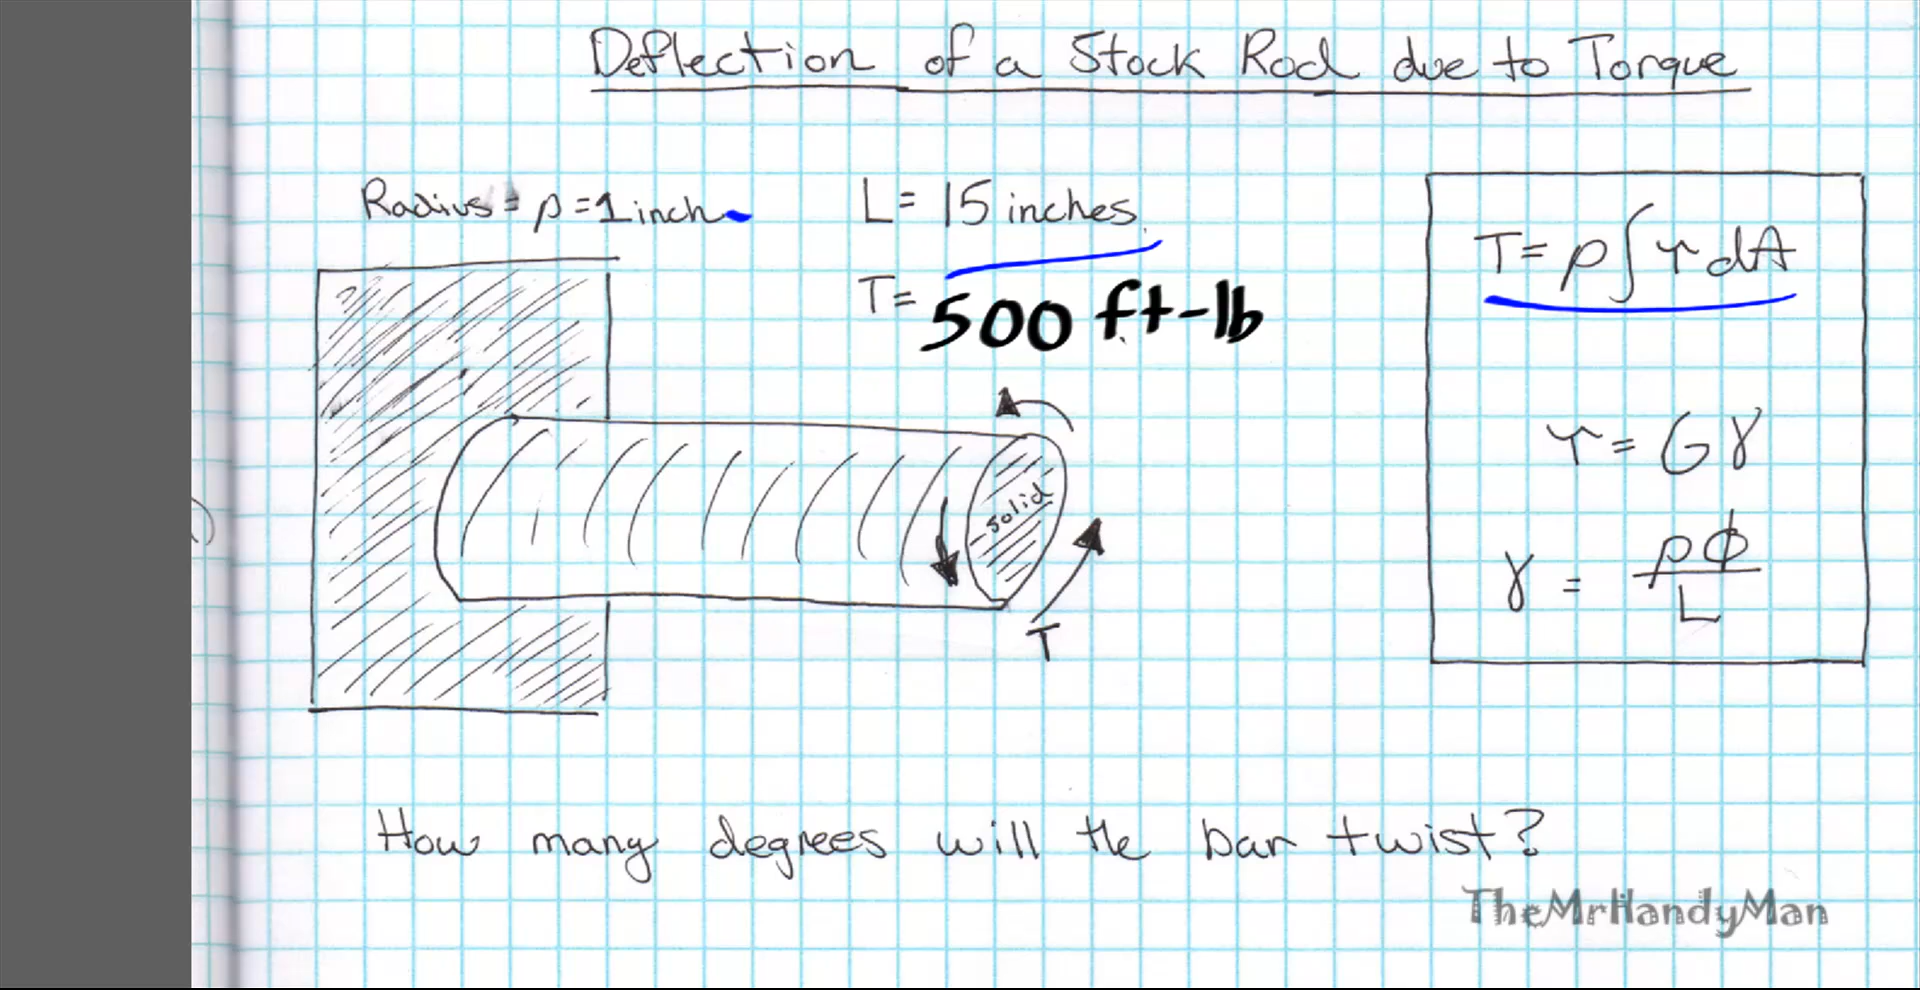 Deflection of a Stock Rod due to Torque
Radius = ρ = 1 inch
L = 15 inches
T = 500 ft-lb
T = ρ∫τdA
τ = Gγ
γ = ρΦ/L
solid
T
How many degrees will the bar twist?
TheMrHandyMan